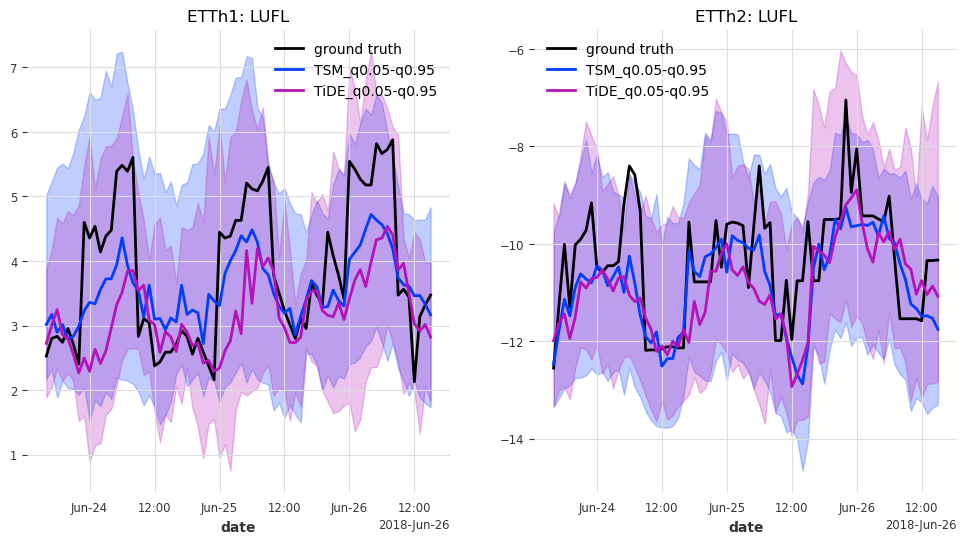 ETTh1: LUFL
ground truth
TSM_q0.05-q0.95
TiDE_q0.05-q0.95
7
6
5
4
3
2
1
Jun-24
12:00
Jun-25
12:00
Jun-26
12:00
2018-Jun-26
date
ETTh2: LUFL
ground truth
TSM_q0.05-q0.95
TiDE_q0.05-q0.95
−6
−8
−10
−12
−14
Jun-24
12:00
Jun-25
12:00
Jun-26
12:00
2018-Jun-26
date